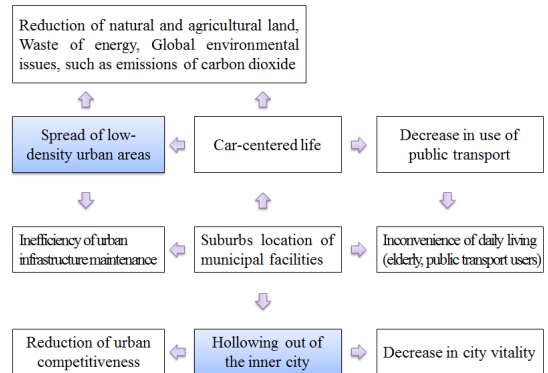 Reduction of natural and agricultural land,
Waste of energy, Global environmental
issues, such as emissions of carbon dioxide
Spread of low-
density urban areas
Car-centered life
Decrease in use of
public transport
Inefficiency of urban
infrastructure maintenance
Suburbs location of
municipal facilities
Inconvenience of daily living
(elderly, public transport users)
Reduction of urban
competitiveness
Hollowing out of
the inner city
Decrease in city vitality